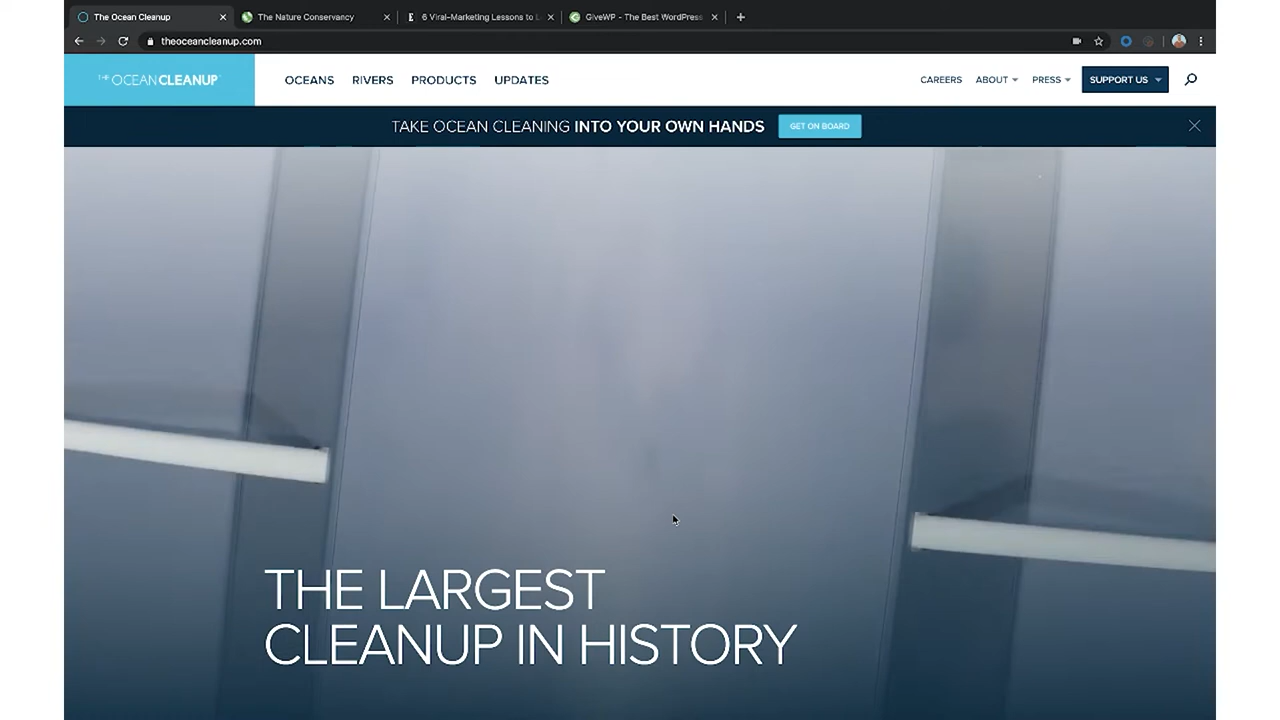 The Ocean Cleanup
The Nature Conservancy
6 Viral-Marketing Lessons to
GiveWP - The Best WordPress
theoceancleanup.com
THE OCEANCLEANUP
OCEANS RIVERS PRODUCTS UPDATES
CAREERS ABOUT PRESS SUPPORT US
TAKE OCEAN CLEANING INTO YOUR OWN HANDS GET ON BOARD
THE LARGEST
CLEANUP IN HISTORY